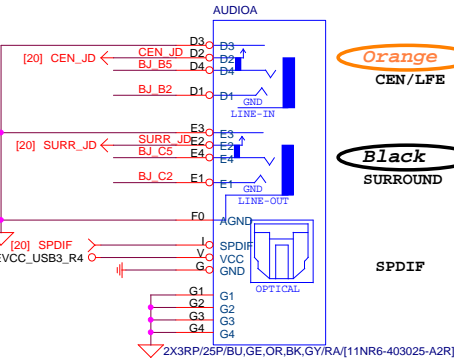 AUDIOA
D3 D3
[20] CEN_JD CEN_JD D2 D2
BJ_B5 D4 D4
BJ_B2 D1 D1
GND
LINE-IN
Orange
CEN/LFE
E3 E3
[20] SURR_JD SURR_JD E2 E2
BJ_C5 E4 E4
BJ_C2 E1 E1
GND
LINE-OUT
Black
SURROUND
F0 AGND
[20] SPDIF I SPDIF
EVCC_USB3_R4 V VCC
G GND
OPTICAL
SPDIF
G1 G1
G2 G2
G3 G3
G4 G4
2X3RP/25P/BU,GE,OR,BK,GY/RA/[11NR6-403025-A2R]